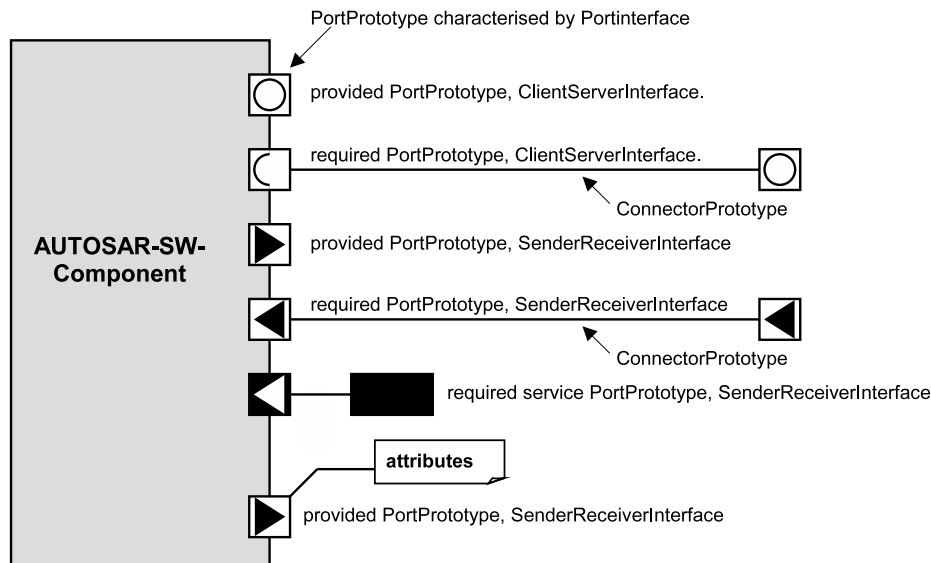 PortPrototype characterised by Portinterface
provided PortPrototype, ClientServerInterface.
required PortPrototype, ClientServerInterface.
ConnectorPrototype
AUTOSAR-SW-
Component
provided PortPrototype, SenderReceiverInterface
required PortPrototype, SenderReceiverInterface
ConnectorPrototype
required service PortPrototype, SenderReceiverInterface
attributes
provided PortPrototype, SenderReceiverInterface